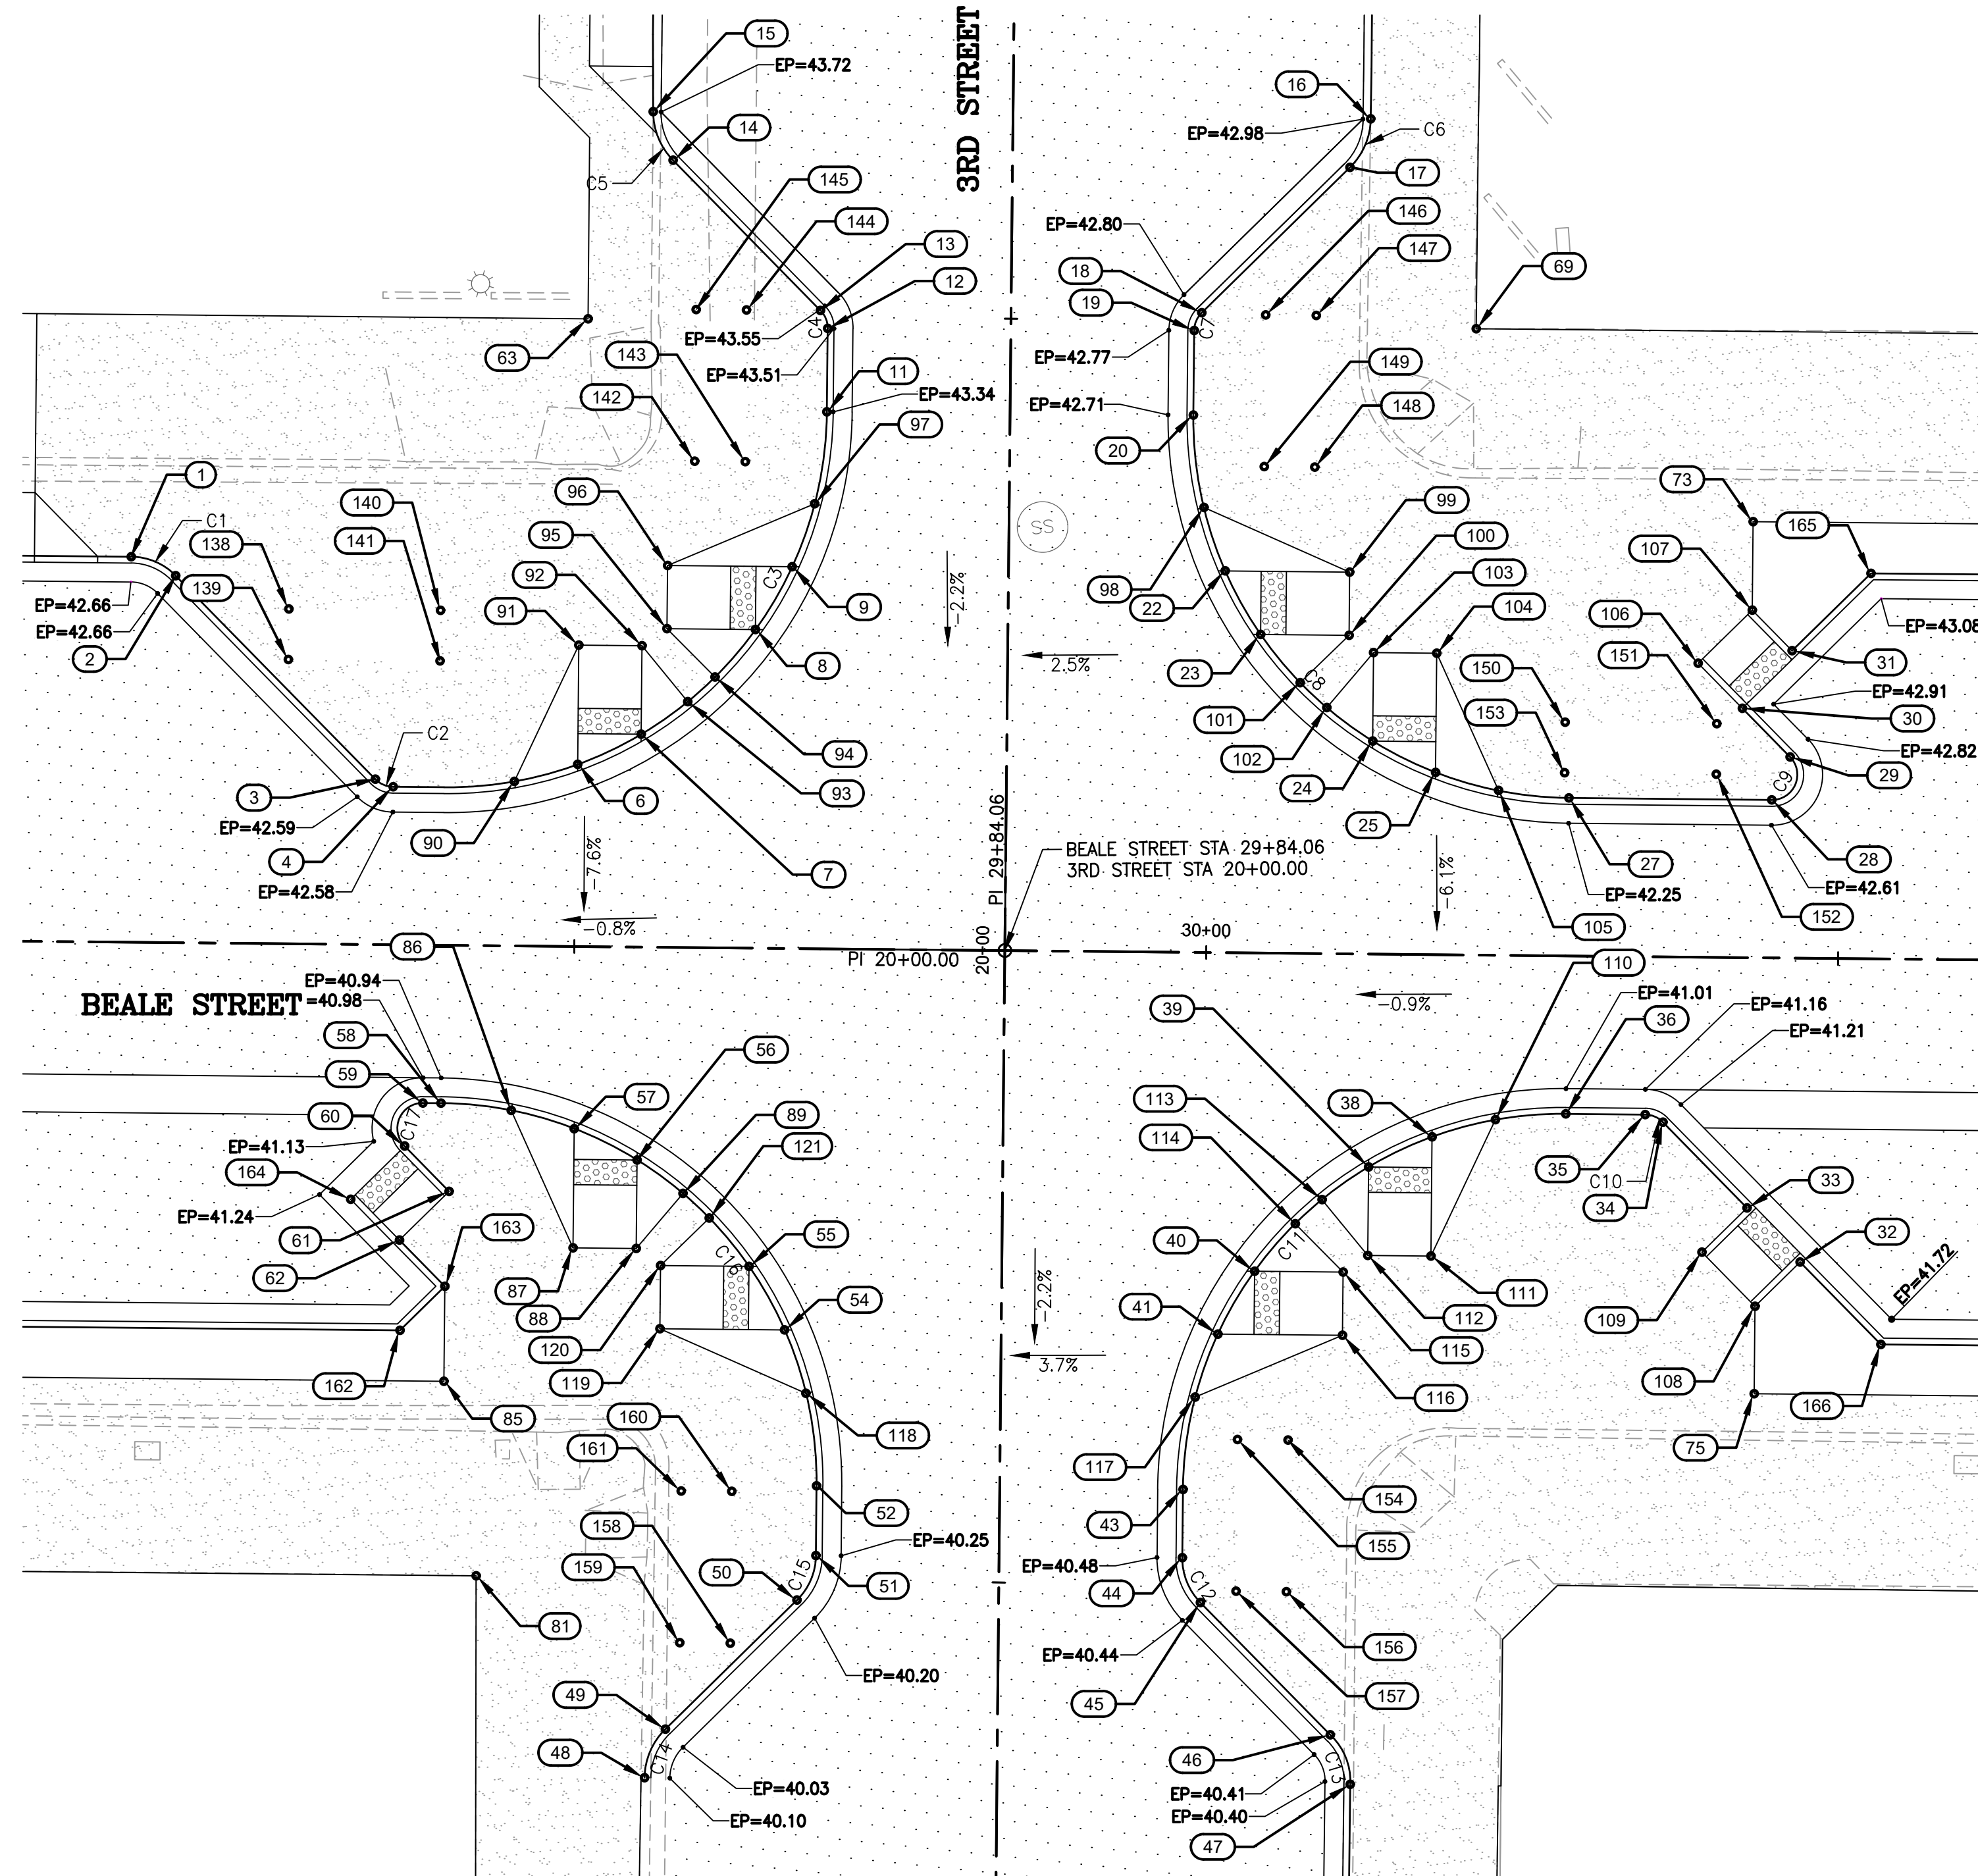 15
EP=43.72
3RD STREET
16
14
EP=42.98
C6
C5
17
145
144
146
EP=42.80
13
147
18
69
12
19
EP=43.55
C4
C7
63
143
EP=42.77
149
11
EP=43.51
142
EP=43.34
EP=42.71
148
97
20
1
73
96
99
140
C1
SS
165
138
95
100
141
107
C3
92
103
139
98
EP=42.66
91
22
9
104
106
-2.2%
EP=42.66
EP=43.08
2
8
2.5%
150
151
31
23
C8
EP=42.91
153
101
30
C2
94
102
EP=42.82
3
93
24
29
C9
6
EP=42.59
25
90
PI 29+84.06
BEALE STREET STA 29+84.06
3RD STREET STA 20+00.00
4
7
27
28
-7.6%
-6.1%
EP=42.58
EP=42.25
EP=42.61
152
-0.8%
105
86
30+00
20+00
PI 20+00.00
110
EP=40.94
BEALE STREET
=40.98
-0.9%
EP=41.01
39
EP=41.16
58
36
EP=41.21
56
59
57
113
38
60
89
C17
114
EP=41.13
121
35
164
C10
33
34
EP=41.24
163
55
C11
61
C16
40
32
62
87
111
EP=41.72
88
54
-2.2%
41
112
109
120
115
3.7%
119
108
162
116
166
85
160
118
161
117
75
52
154
158
43
EP=40.25
155
159
50
C15
EP=40.48
51
44
C12
81
156
EP=40.44
EP=40.20
49
45
157
48
C14
46
C13
EP=40.03
EP=40.41
EP=40.10
EP=40.40
47